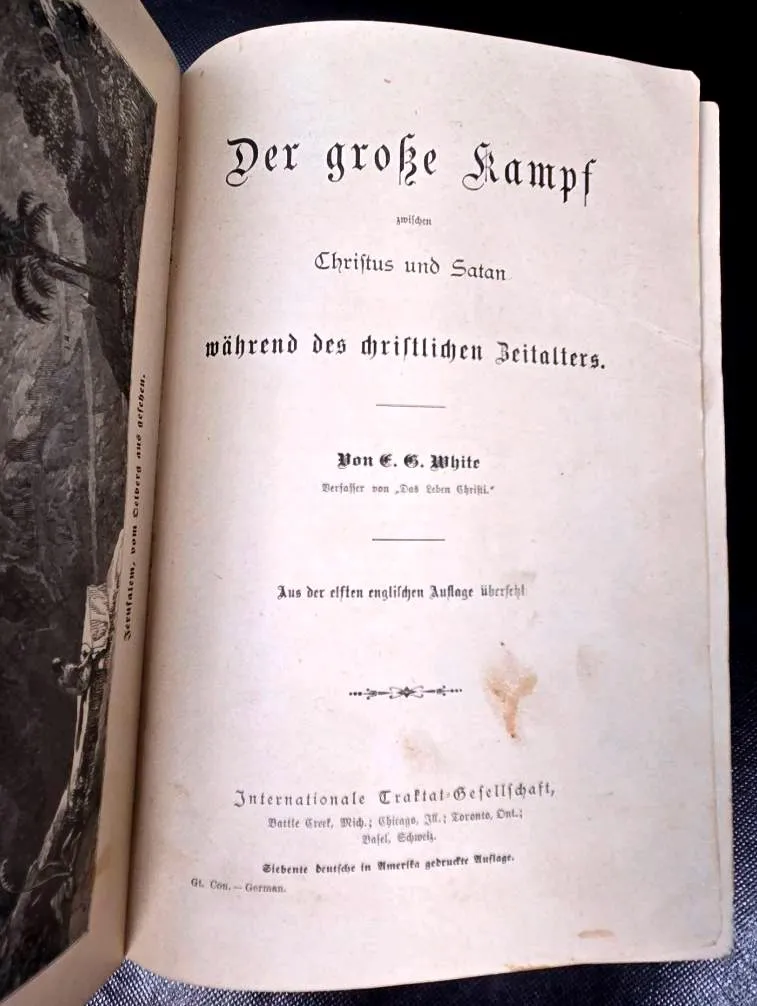 Jerusalem, vom Oelberg aus gesehen.
Der große Kampf
zwischen
Christus und Satan
während des christlichen Zeitalters.
Von E. G. White
Verfasser von „Das Leben Christi.“
Aus der elften englischen Auflage übersetzt
Internationale Traktat-Gesellschaft,
Battle Creek, Mich.; Chicago, Ill.; Toronto, Ont.;
Basel, Schweiz.
Siebente deutsche in Amerika gedruckte Auflage.
Gt. Con. — German.